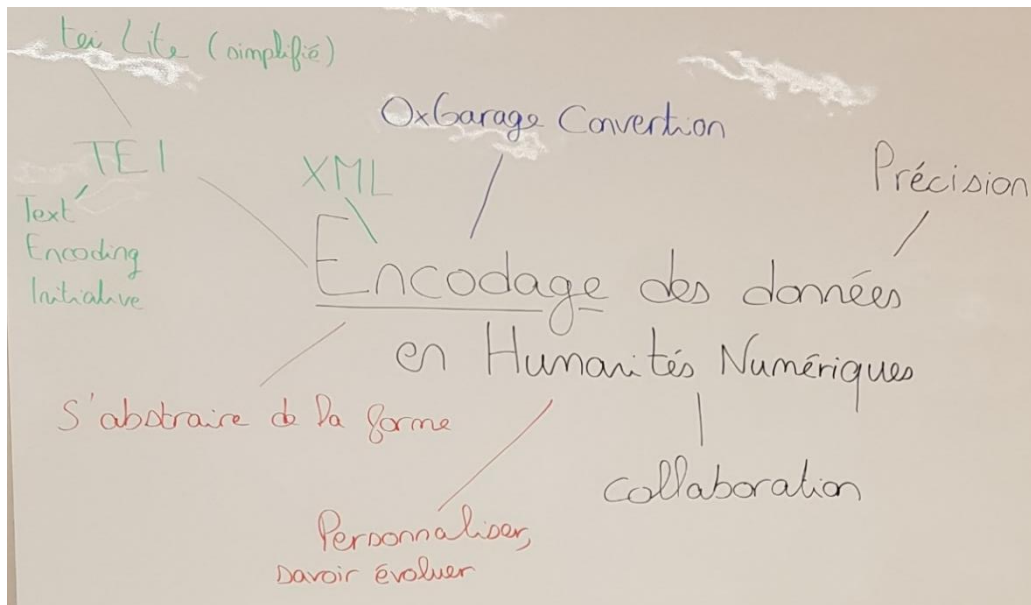 tei Lite (simplifié)
OxGarage Convertion
TEI
XML
Précision
Text
Encoding
Initiative
Encodage des données
en Humanités Numériques
S'abstraire de la forme
collaboration
Personnaliser,
savoir évoluer